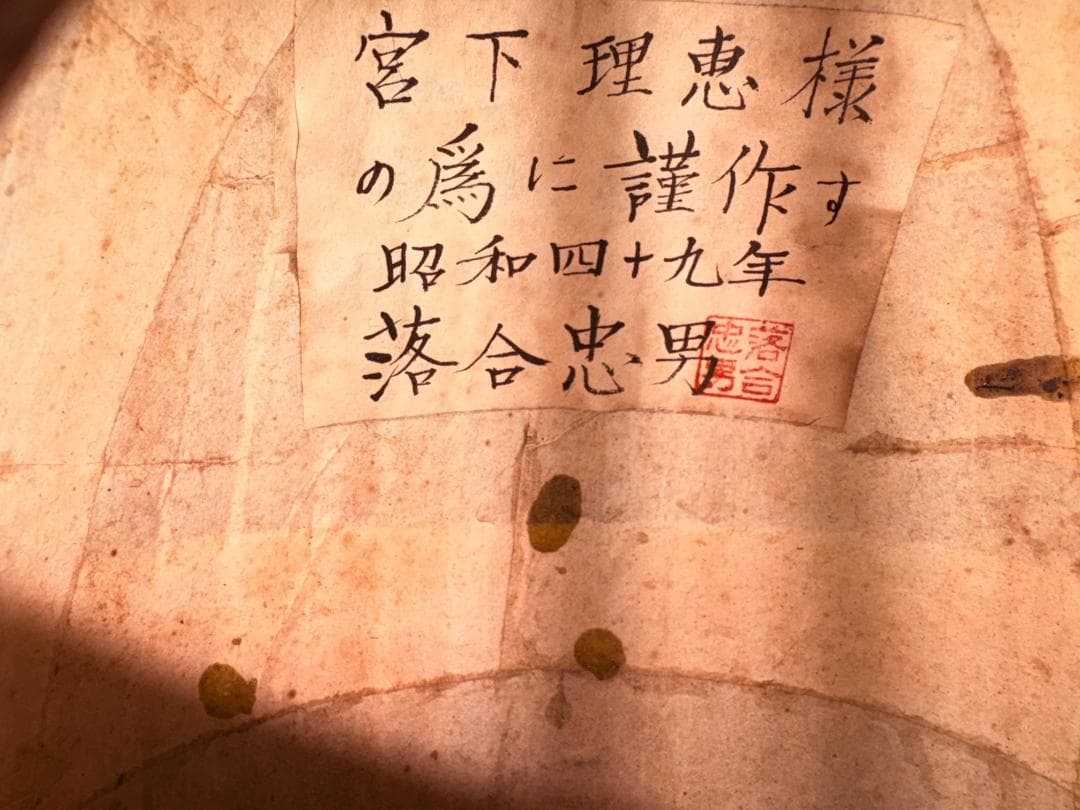 宮下理恵様
の爲に謹作す
昭和四十九年
落合忠男
落合
忠男